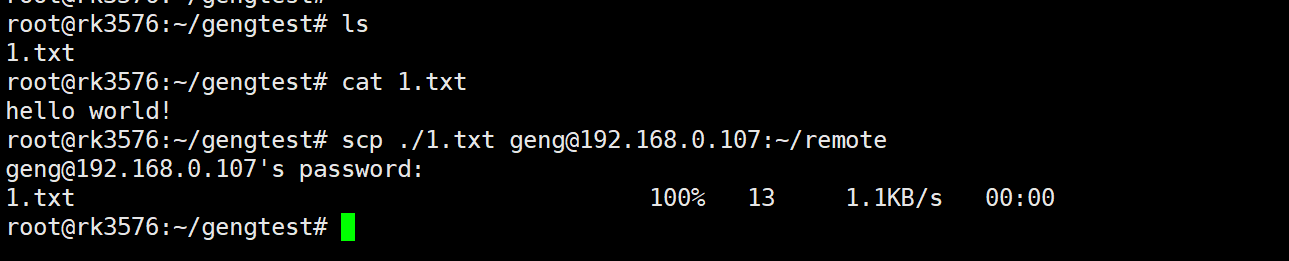 root@rk3576:~/gengtest# ls
1.txt
root@rk3576:~/gengtest# cat 1.txt
hello world!
root@rk3576:~/gengtest# scp ./1.txt geng@192.168.0.107:~/remote
geng@192.168.0.107's password:
1.txt                                         100%   13     1.1KB/s   00:00
root@rk3576:~/gengtest#